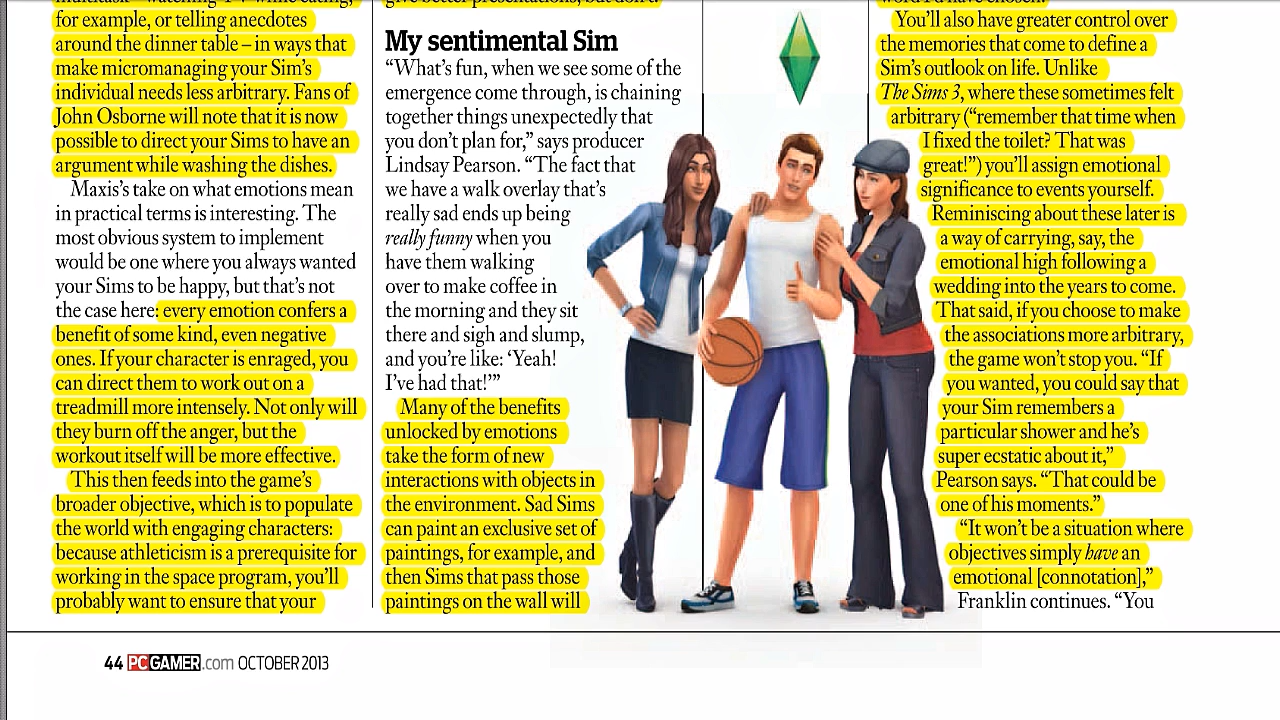 for example, or telling anecdotes
around the dinner table – in ways that
make micromanaging your Sim's
individual needs less arbitrary. Fans of
John Osborne will note that it is now
possible to direct your Sims to have an
argument while washing the dishes.
Maxis's take on what emotions mean
in practical terms is interesting. The
most obvious system to implement
would be one where you always wanted
your Sims to be happy, but that's not
the case here: every emotion confers a
benefit of some kind, even negative
ones. If your character is enraged, you
can direct them to work out on a
treadmill more intensely. Not only will
they burn off the anger, but the
workout itself will be more effective.
This then feeds into the game's
broader objective, which is to populate
the world with engaging characters:
because athleticism is a prerequisite for
working in the space program, you'll
probably want to ensure that your
give better presentations, but don't.
My sentimental Sim
“What's fun, when we see some of the
emergence come through, is chaining
together things unexpectedly that
you don't plan for,” says producer
Lindsay Pearson. “The fact that
we have a walk overlay that's
really sad ends up being
really funny when you
have them walking
over to make coffee in
the morning and they sit
there and sigh and slump,
and you're like: ‘Yeah!
I've had that!’”
Many of the benefits
unlocked by emotions
take the form of new
interactions with objects in
the environment. Sad Sims
can paint an exclusive set of
paintings, for example, and
then Sims that pass those
paintings on the wall will
You'll also have greater control over
the memories that come to define a
Sim's outlook on life. Unlike
The Sims 3, where these sometimes felt
arbitrary (“remember that time when
I fixed the toilet? That was
great!”) you'll assign emotional
significance to events yourself.
Reminiscing about these later is
a way of carrying, say, the
emotional high following a
wedding into the years to come.
That said, if you choose to make
the associations more arbitrary,
the game won't stop you. “If
you wanted, you could say that
your Sim remembers a
particular shower and he's
super ecstatic about it,”
Pearson says. “That could be
one of his moments.”
“It won't be a situation where
objectives simply have an
emotional [connotation],”
Franklin continues. “You
44 PC GAMER.com OCTOBER 2013